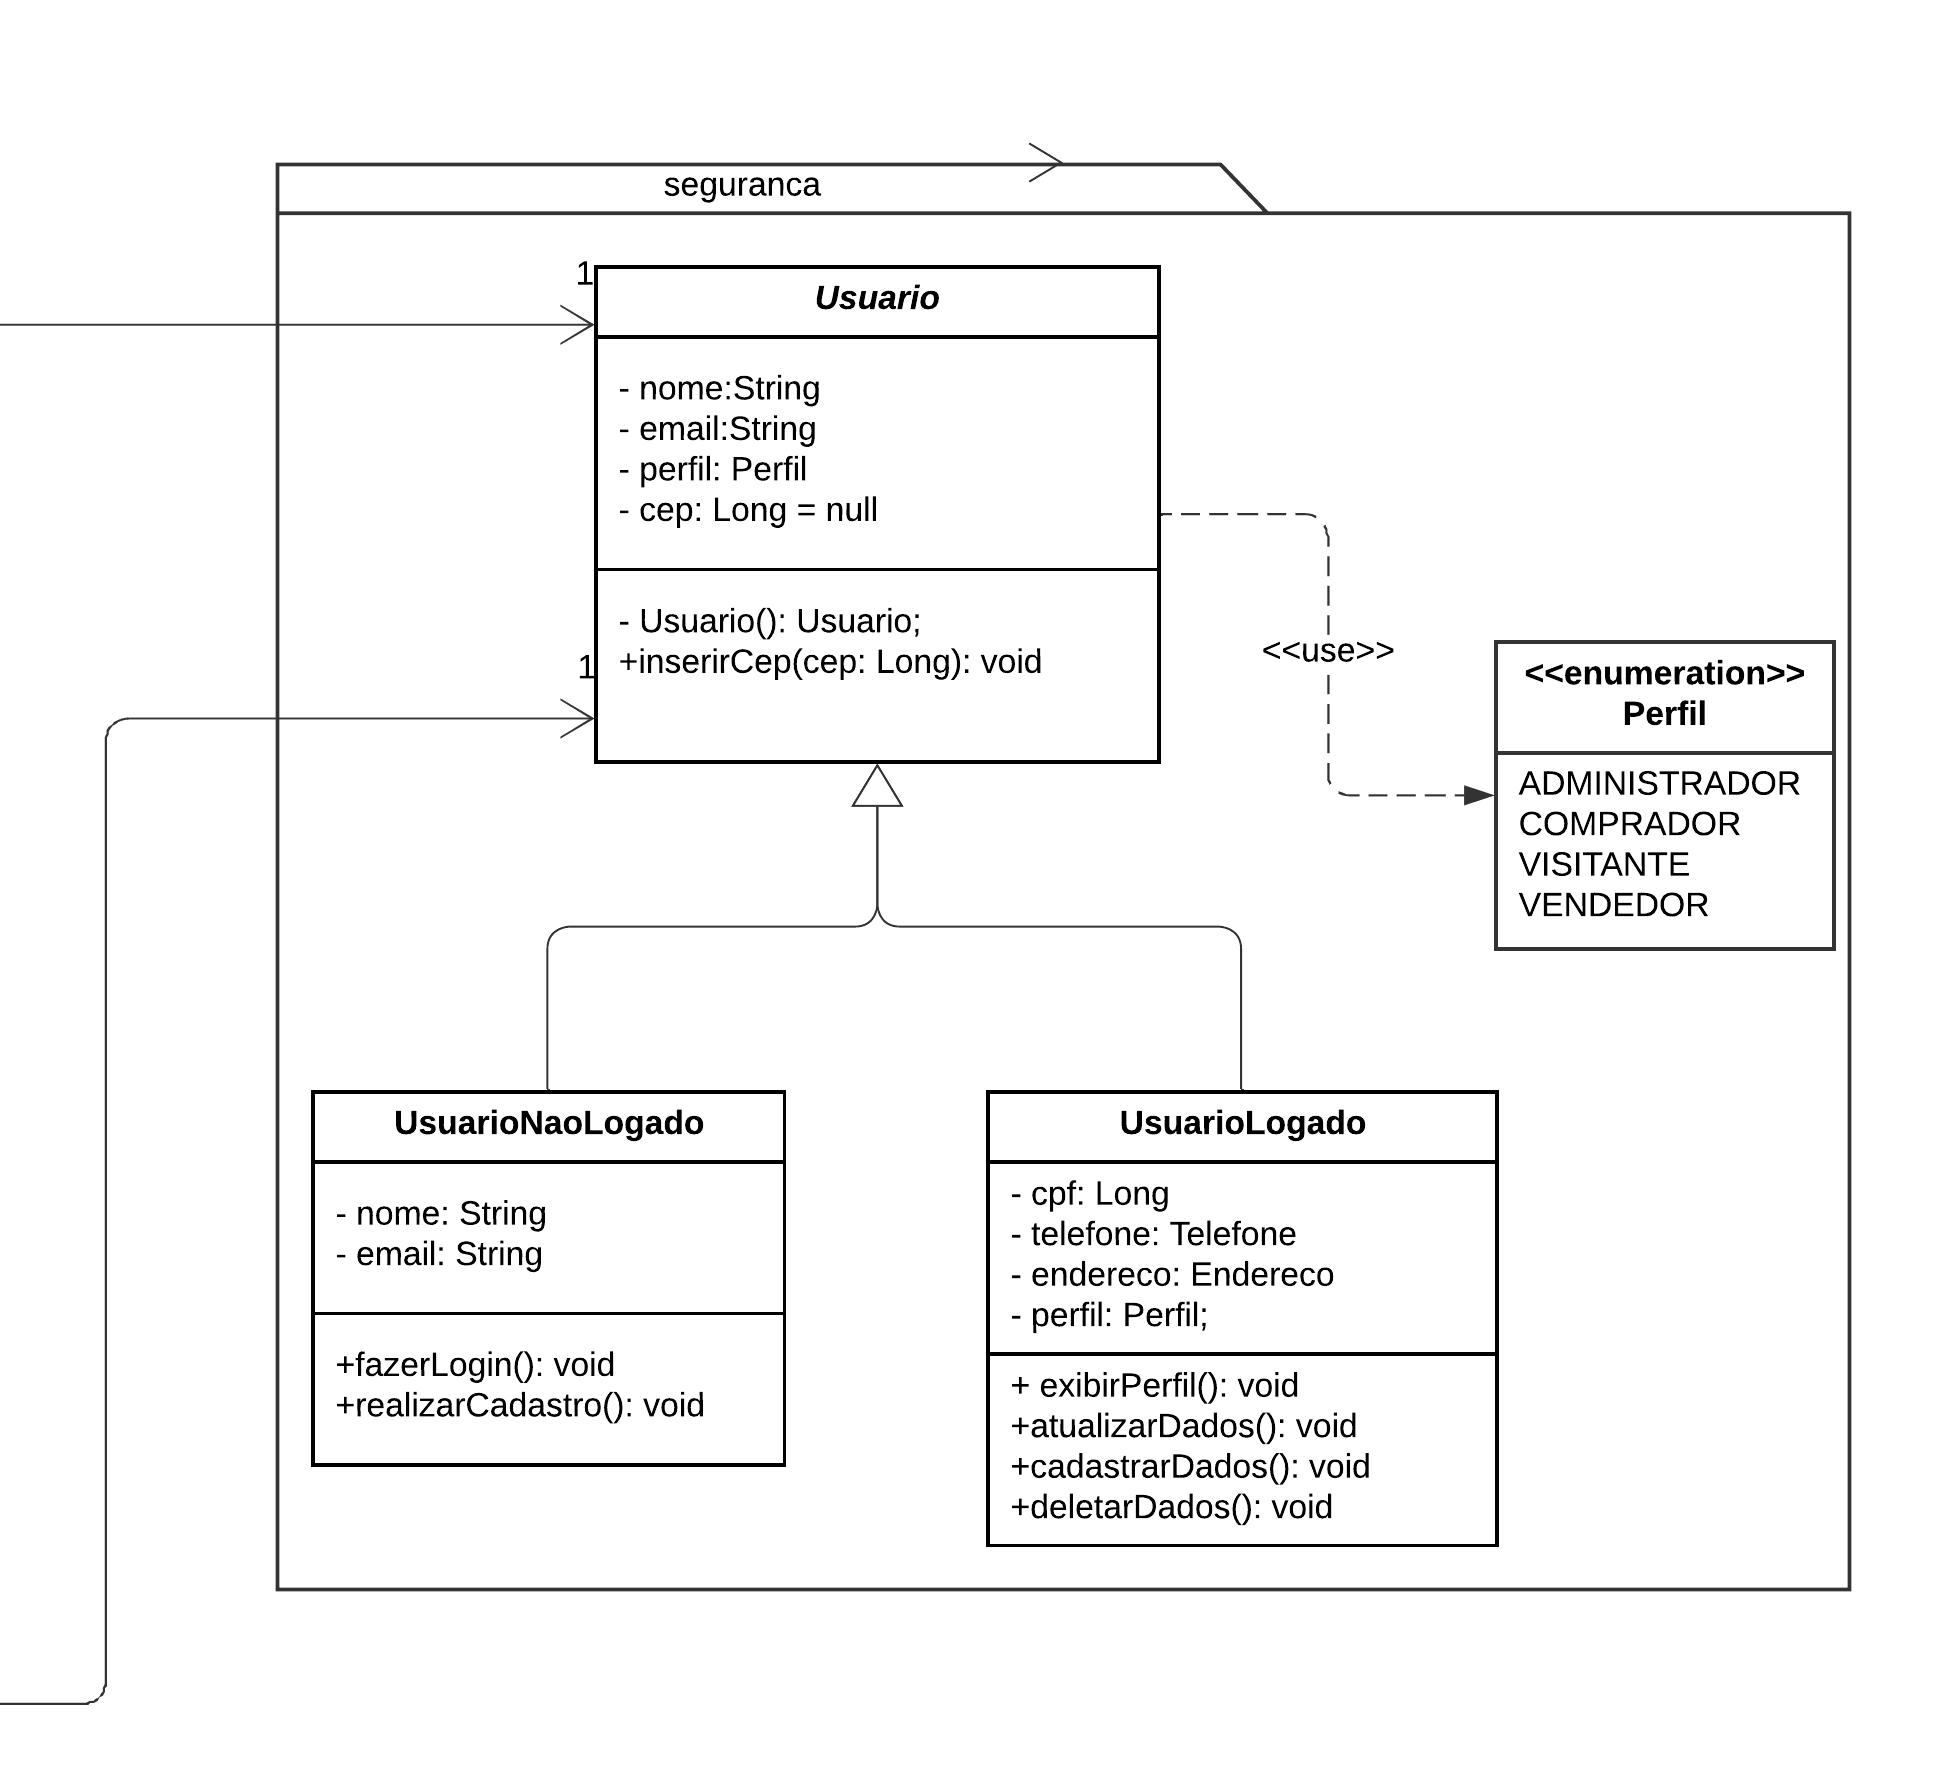 seguranca
1
Usuario
- nome:String
- email:String
- perfil: Perfil
- cep: Long = null
- Usuario(): Usuario;
+inserirCep(cep: Long): void
1
<<use>>
<<enumeration>>
Perfil
ADMINISTRADOR
COMPRADOR
VISITANTE
VENDEDOR
UsuarioNaoLogado
- nome: String
- email: String
+fazerLogin(): void
+realizarCadastro(): void
UsuarioLogado
- cpf: Long
- telefone: Telefone
- endereco: Endereco
- perfil: Perfil;
+ exibirPerfil(): void
+atualizarDados(): void
+cadastrarDados(): void
+deletarDados(): void